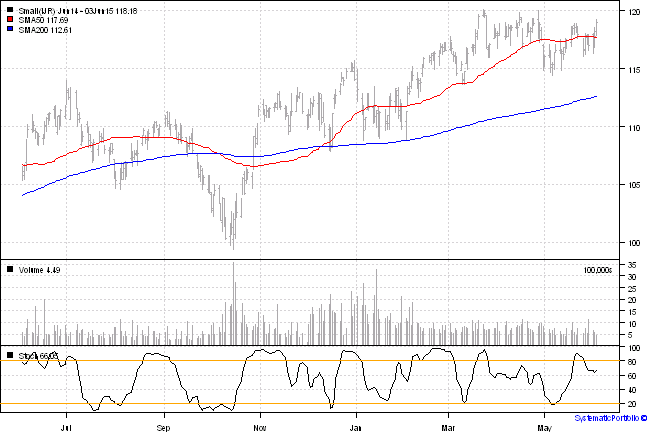 Small(IJR) Jun14 - 03Jun15 118.18
SMA50 117.69
SMA200 112.61
120
115
110
105
100
Volume 4.49
100,000s
35
30
25
20
15
10
5
100
80
60
40
20
Jul
Sep
Nov
Jan
Mar
May
SystematicPortfolio ©